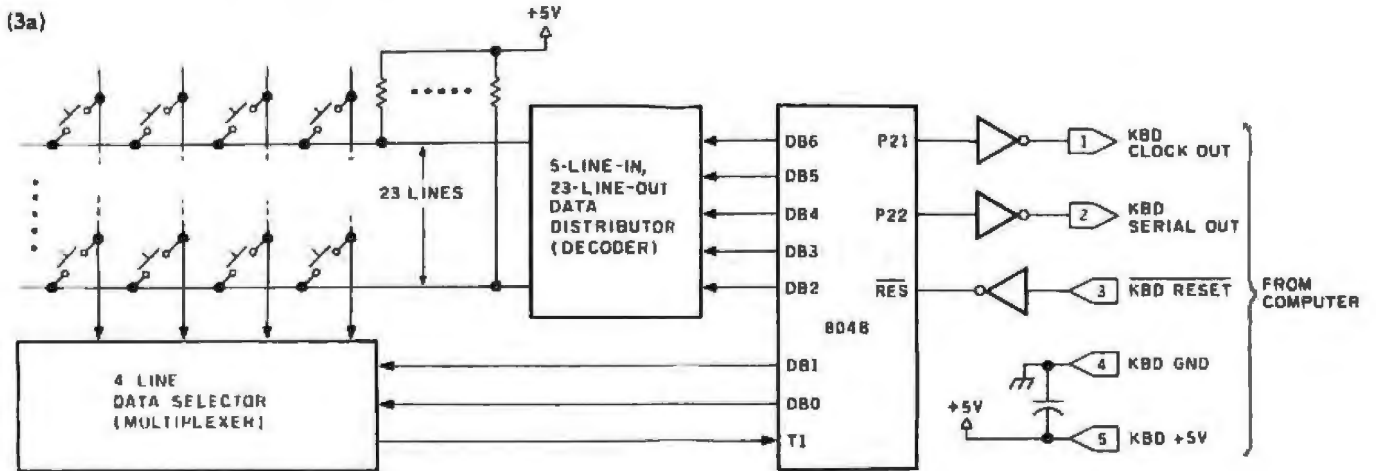 (3a)
+5V
23 LINES
5-LINE-IN,
23-LINE-OUT
DATA
DISTRIBUTOR
(DECODER)
DB6
DB5
DB4
DB3
DB2
DB1
DB0
T1
P21
P22
RES
8048
1
KBD
CLOCK OUT
2
KBD
SERIAL OUT
3
KBD RESET
4
KBD GND
+5V
5
KBD +5V
FROM
COMPUTER
4 LINE
DATA SELECTOR
(MULTIPLEXER)